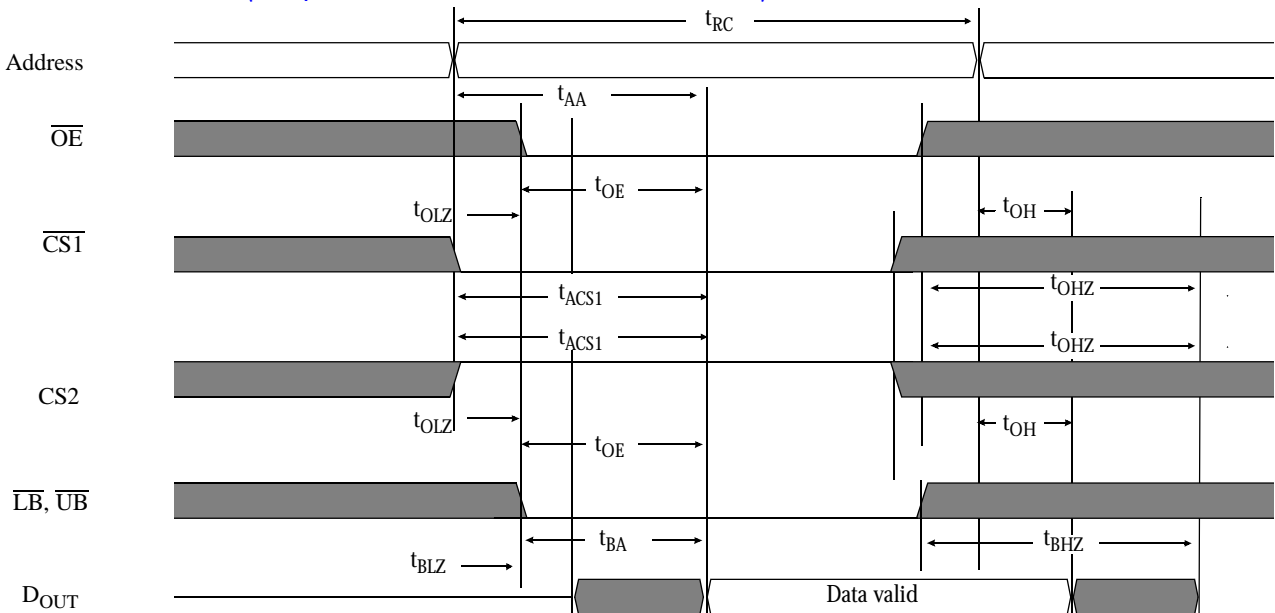 tRC
Address
tAA
OE
tOE
tOLZ
tOH
CS1
tACS1
tOHZ
tACS1
tOHZ
CS2
tOLZ
tOH
tOE
LB, UB
tBA
tBHZ
tBLZ
DOUT
Data valid